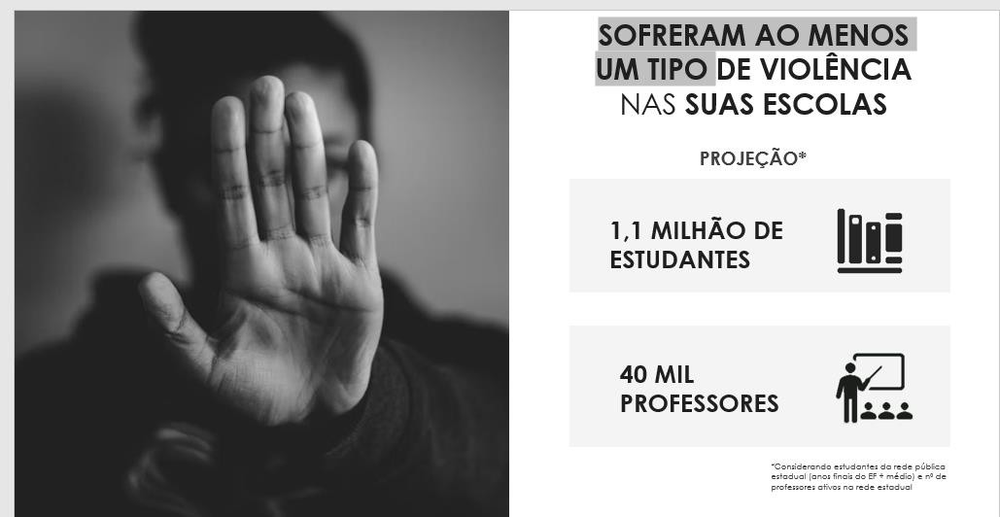 SOFRERAM AO MENOS
UM TIPO DE VIOLÊNCIA
NAS SUAS ESCOLAS
PROJEÇÃO*
1,1 MILHÃO DE
ESTUDANTES
40 MIL
PROFESSORES
*Considerando estudantes da rede pública
estadual (anos finais do EF + médio) e nº de
professores ativos na rede estadual